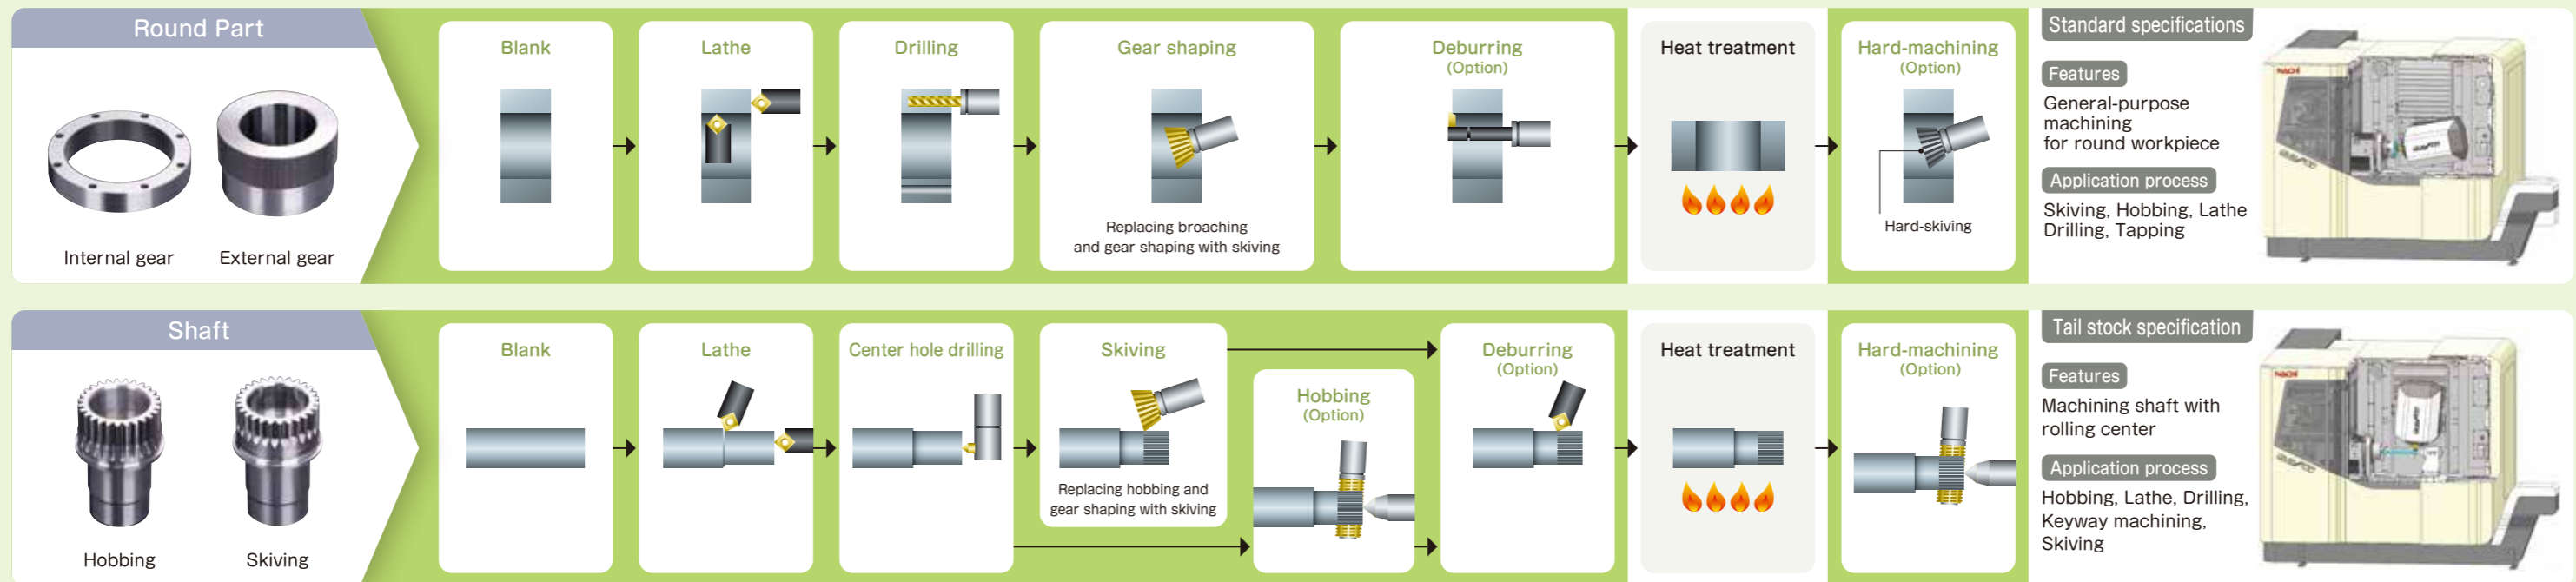 Round Part
Internal gear
External gear
Blank
Lathe
Drilling
Gear shaping
Replacing broaching
and gear shaping with skiving
Deburring
(Option)
Heat treatment
Hard-machining
(Option)
Hard-skiving
Standard specifications
Features
General-purpose
machining
for round workpiece
Application process
Skiving, Hobbing, Lathe
Drilling, Tapping
NACHI
Shaft
Hobbing
Skiving
Blank
Lathe
Center hole drilling
Skiving
Replacing hobbing and
gear shaping with skiving
Hobbing
(Option)
Deburring
(Option)
Heat treatment
Hard-machining
(Option)
Tail stock specification
Features
Machining shaft with
rolling center
Application process
Hobbing, Lathe, Drilling,
Keyway machining,
Skiving
NACHI